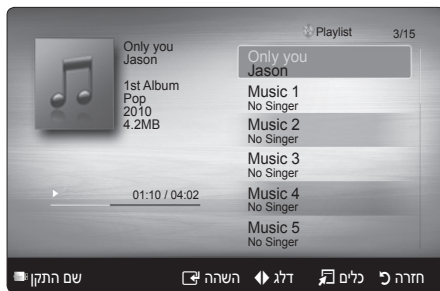 Playlist 3/15
Only you
Jason
1st Album
Pop
2010
4.2MB
01:10 / 04:02
Only you
Jason
Music 1
No Singer
Music 2
No Singer
Music 3
No Singer
Music 4
No Singer
Music 5
No Singer
חזרה כלים דלג השהה שם התקן